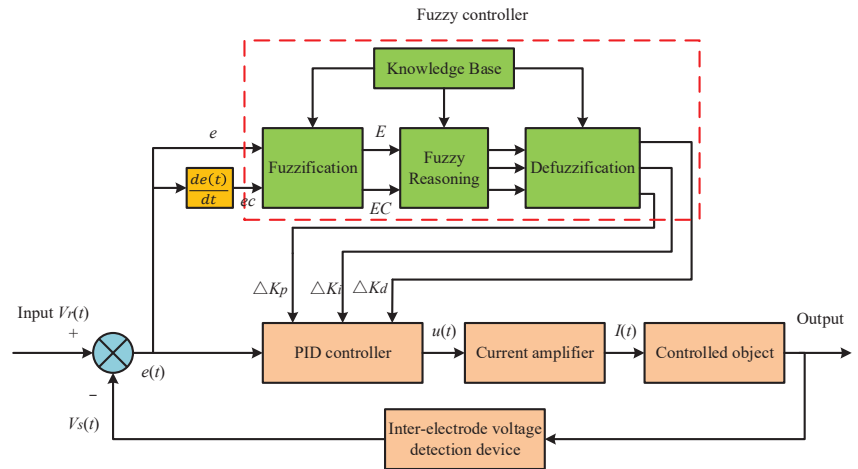 Fuzzy controller
Knowledge Base
e
E
Fuzzification
Fuzzy
Reasoning
Defuzzification
de(t)
dt
ec
EC
△Kp
△Ki
△Kd
Input Vr(t)
+
PID controller
u(t)
Current amplifier
I(t)
Controlled object
Output
e(t)
−
Vs(t)
Inter-electrode voltage
detection device